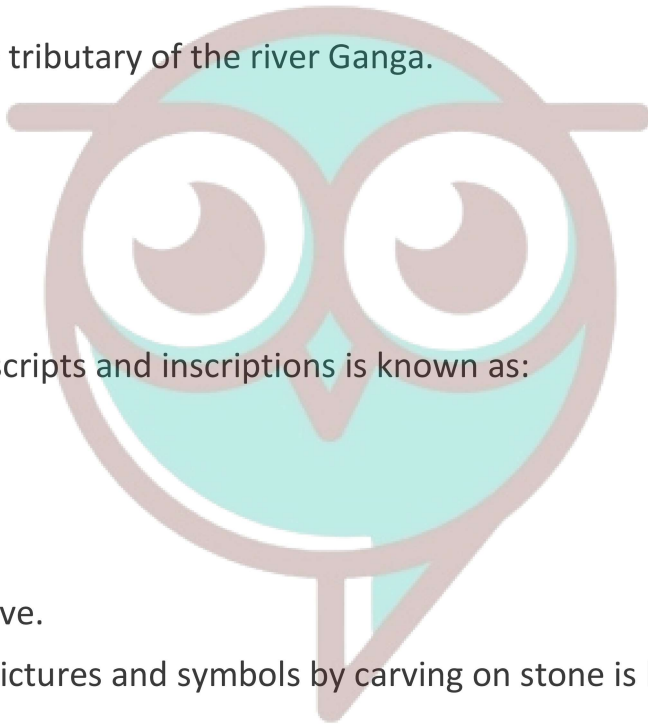 tributary of the river Ganga.
scripts and inscriptions is known as:
ve.
ictures and symbols by carving on stone is